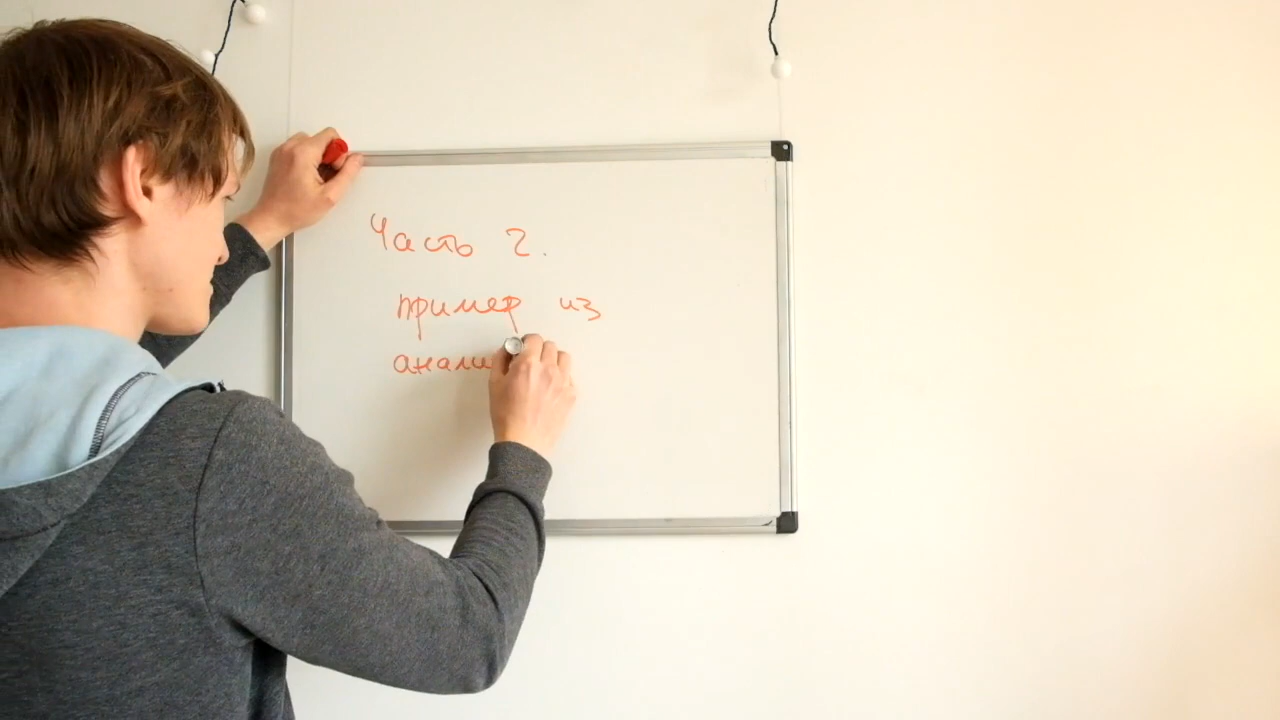 Часть 2.
пример из
анали